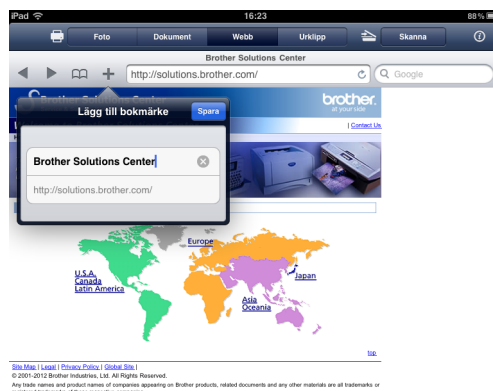 iPad 16:23 88 %
Foto Dokument Webb Urklipp Skanna
Brother Solutions Center
http://solutions.brother.com/ Google
brother
at your side
Lägg till bokmärke Spara
Contact Us
Brother Solutions Center
http://solutions.brother.com/
Europe
U.S.A.
Canada
Latin America
Japan
Asia
Oceania
top
Site Map | Legal | Privacy Policy | Global Site |
© 2001-2012 Brother Industries, Ltd. All Rights Reserved.
Any trade names and product names of companies appearing on Brother products, related documents and any other materials are all trademarks or